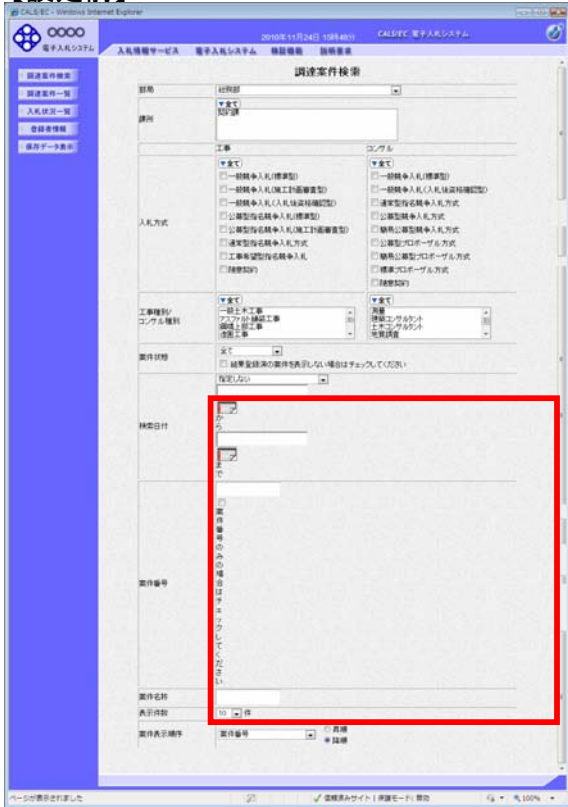 CALS/EC - Windows Internet Explorer
OOOO
電子入札システム
2010年11月24日 15時48分
CALS/EC 電子入札システム
入札情報サービス 電子入札システム 検証機能 説明要求
調達案件検索
調達案件一覧
入札状況一覧
登録者情報
保存データ表示
調達案件検索
部局 総務部
課所
▼全て
契約課
入札方式
工事 コンサル
▼全て ▼全て
一般競争入札(標準型) 一般競争入札(標準型)
一般競争入札(施工計画審査型) 一般競争入札(入札後資格確認型)
一般競争入札(入札後資格確認型) 通常型指名競争入札方式
公募型指名競争入札(標準型) 公募型競争入札方式
公募型指名競争入札(施工計画審査型) 簡易公募型競争入札方式
通常型指名競争入札方式 公募型プロポーザル方式
工事希望型指名競争入札 簡易公募型プロポーザル方式
随意契約 標準プロポーザル方式
随意契約
工事種別/
コンサル種別
▼全て ▼全て
一般土木工事 測量
アスファルト舗装工事 建築コンサルタント
鋼橋上部工事 土木コンサルタント
造園工事 地質調査
案件状態
全て
結果登録済の案件を表示しない場合はチェックしてください
検索日付
指定しない
か
ら
ま
で
案件番号
案
件
番
号
の
み
の
場
合
は
チ
ェ
ッ
ク
し
て
く
だ
さ
い
案件名称
表示件数 10 件
案件表示順序 案件番号
昇順
降順
ページが表示されました
信頼済みサイト | 保護モード: 無効
100%